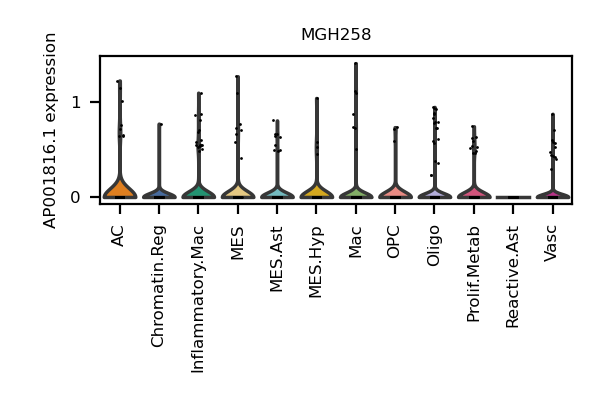 MGH258
AP001816.1 expression
1
0
AC
Chromatin.Reg
Inflammatory.Mac
MES
MES.Ast
MES.Hyp
Mac
OPC
Oligo
Prolif.Metab
Reactive.Ast
Vasc